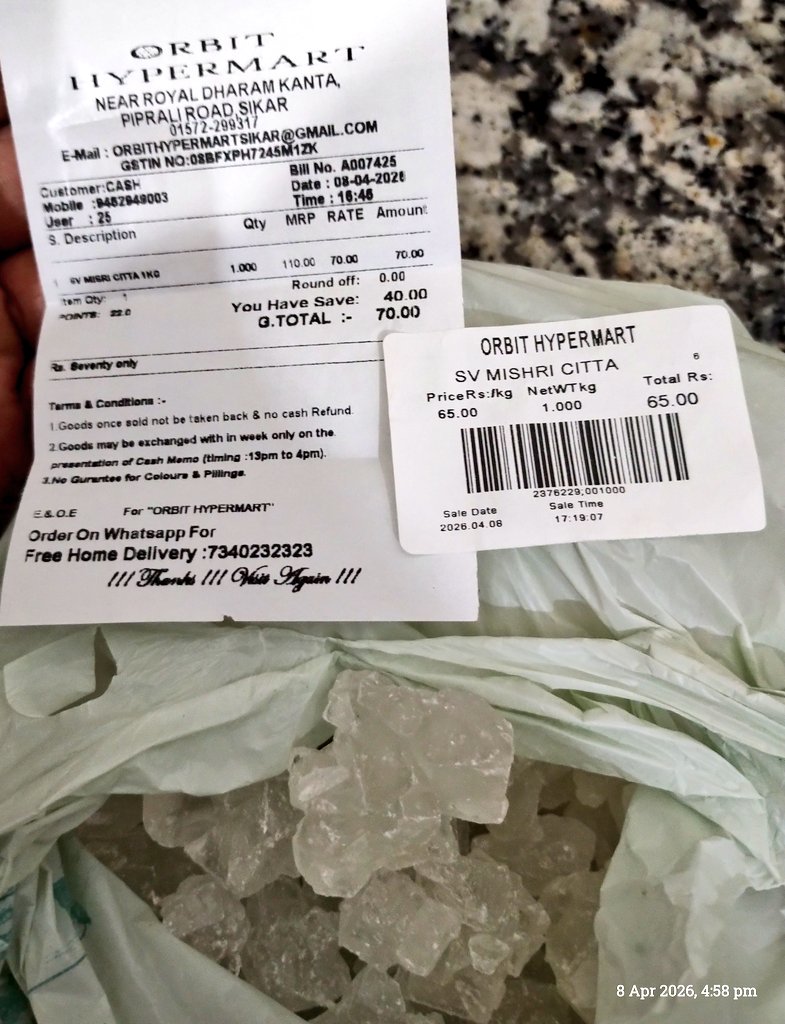 ORBIT
HYPERMART
NEAR ROYAL DHARAM KANTA,
PIPRALI ROAD,SIKAR
01572-299317
E-Mail : ORBITHYPERMARTSIKAR@GMAIL.COM
GSTIN NO:08BFXPH7245M1ZK
Customer:CASH Bill No. A007425
Mobile :9462949003 Date : 08-04-2026
User : 25 Time : 16:46
S. Description Qty MRP RATE Amount
1 SV MISRI CITTA 1KG 1.000 110.00 70.00 70.00
Item Qty: 1 Round off: 0.00
POINTS: 22.0 You Have Save: 40.00
G.TOTAL :- 70.00
Rs. Seventy only
Terms & Conditions :-
1.Goods once sold not be taken back & no cash Refund.
2.Goods may be exchanged with in week only on the
presentation of Cash Memo (timing :13pm to 4pm).
3.No Gurantee for Colours & Pillings.
E.& O.E For "ORBIT HYPERMART"
Order On Whatsapp For
Free Home Delivery :7340232323
!!! Thanks !!! Visit Again !!!
ORBIT HYPERMART
SV MISHRI CITTA 6
PriceRs:/kg NetWTkg Total Rs:
65.00 1.000 65.00
2376229;001000
Sale Date Sale Time
2026.04.08 17:19:07
8 Apr 2026, 4:58 pm